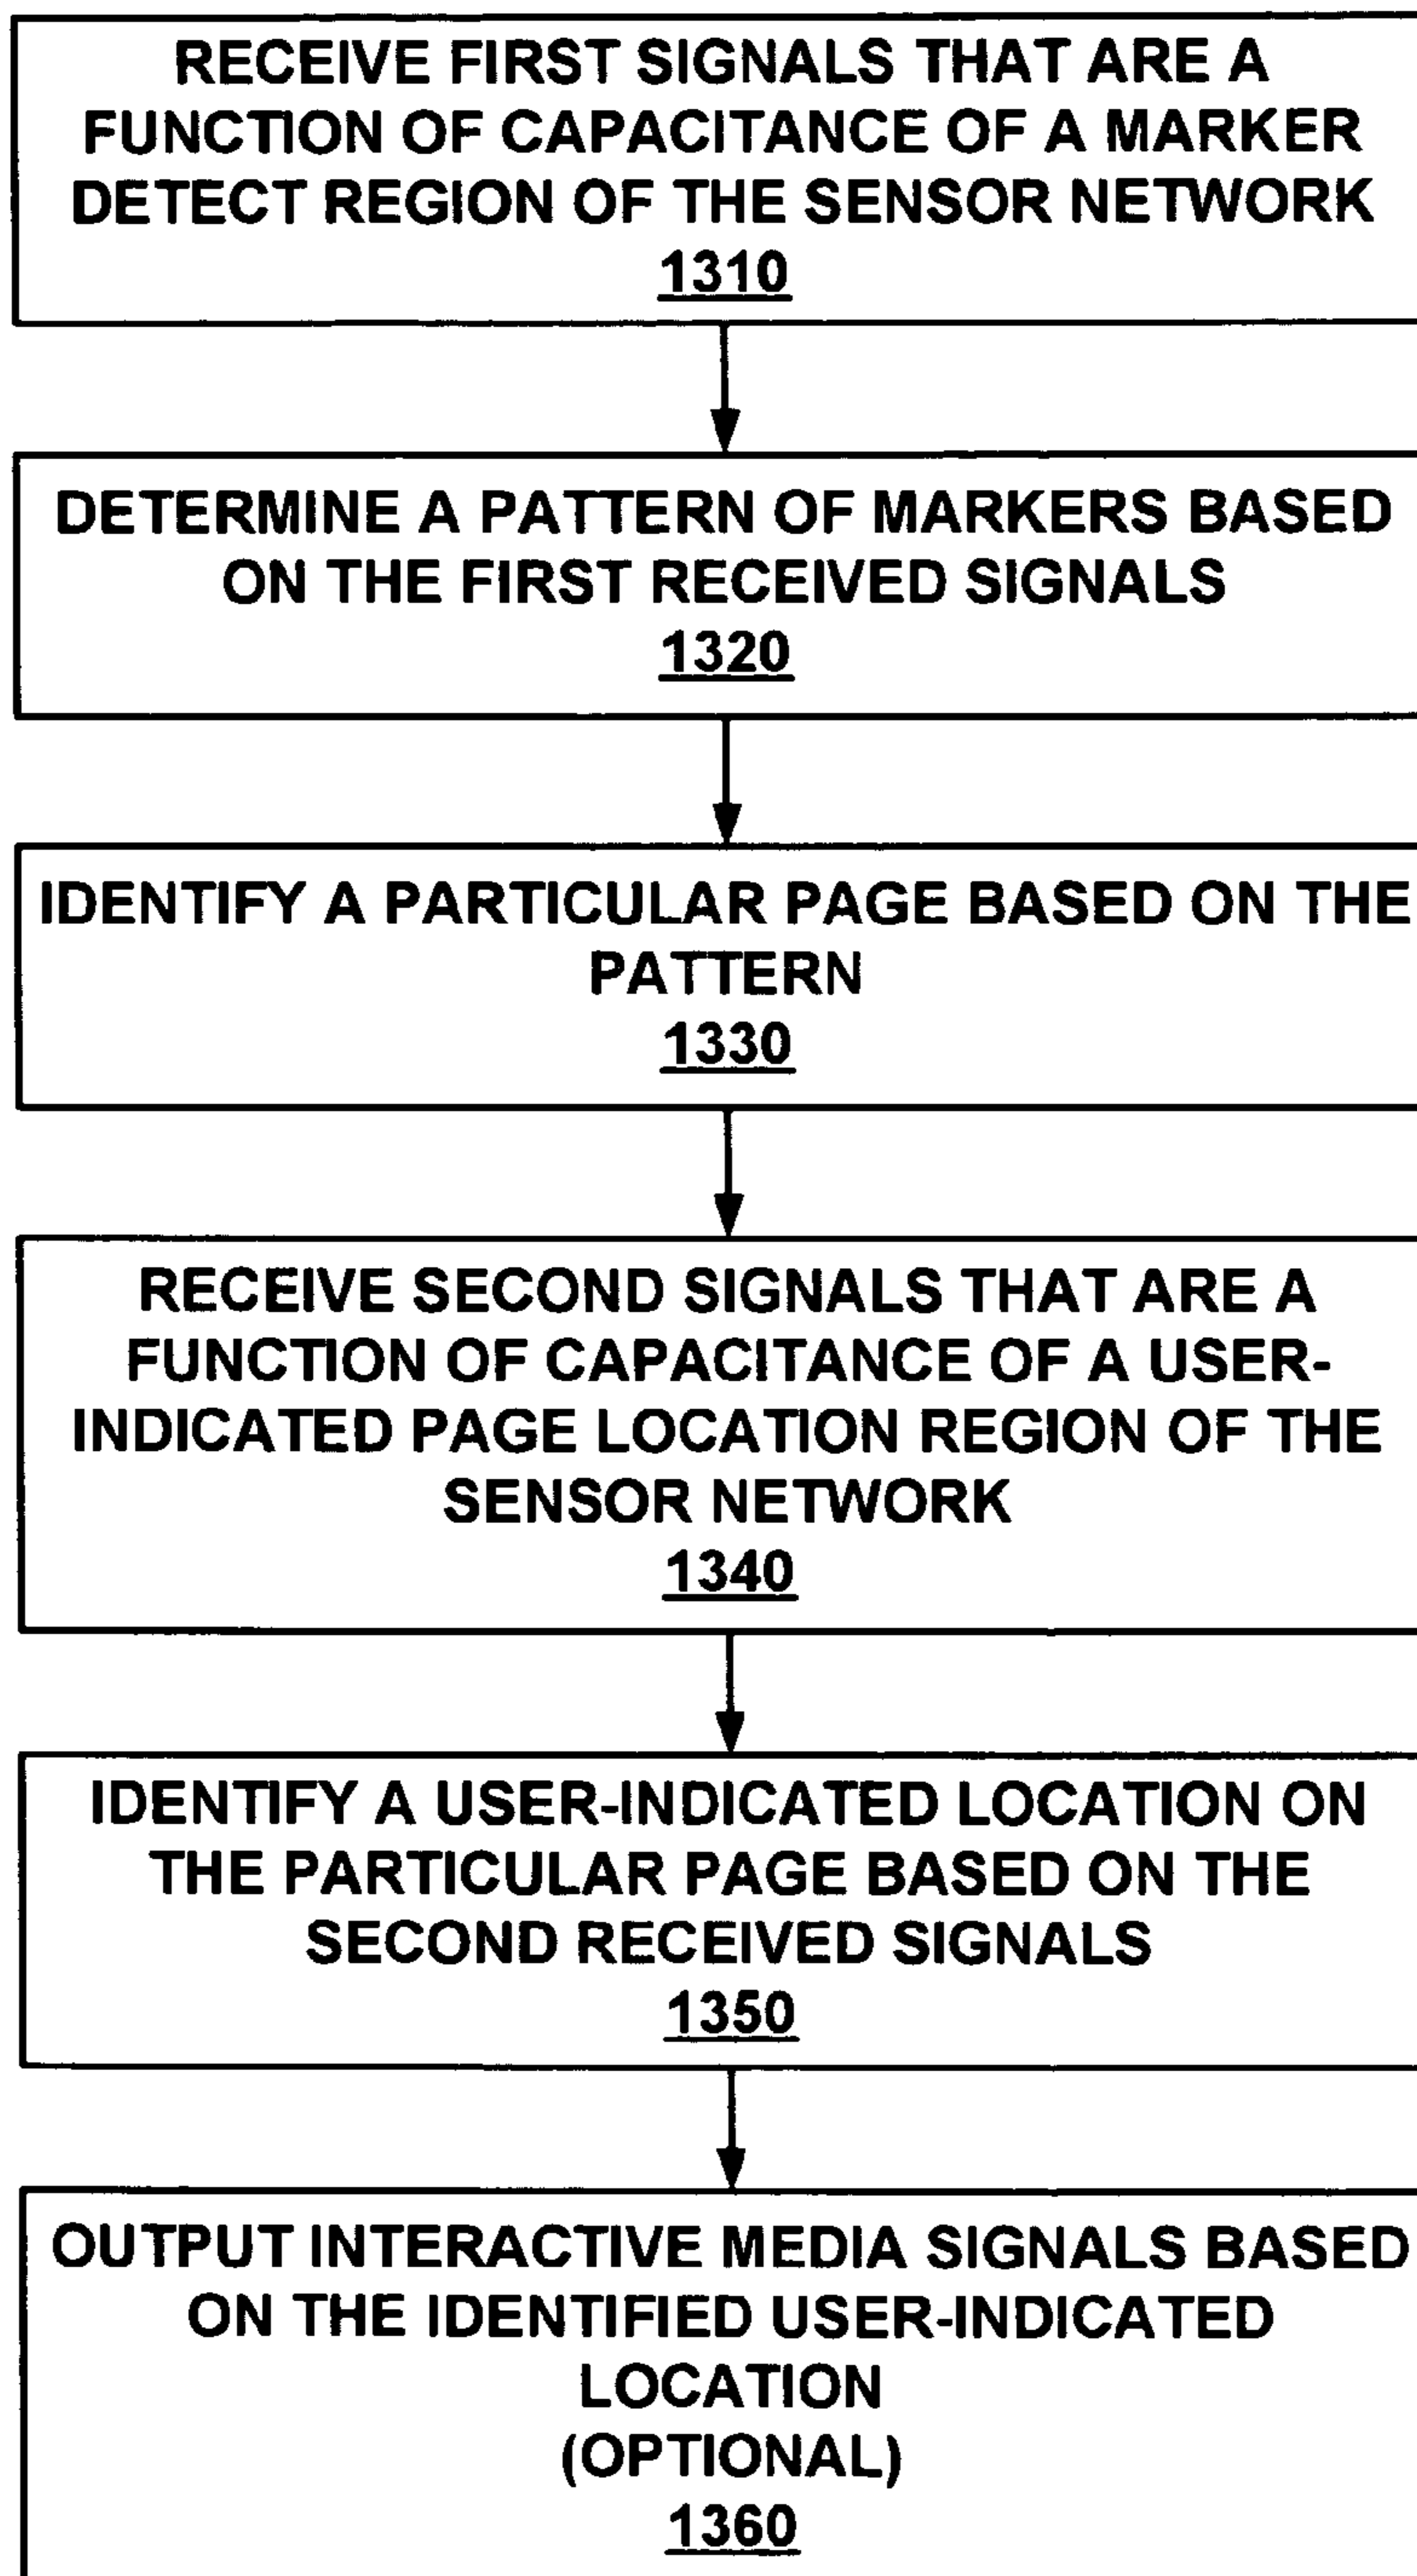 RECEIVE FIRST SIGNALS THAT ARE A
FUNCTION OF CAPACITANCE OF A MARKER
DETECT REGION OF THE SENSOR NETWORK
1310
DETERMINE A PATTERN OF MARKERS BASED
ON THE FIRST RECEIVED SIGNALS
1320
IDENTIFY A PARTICULAR PAGE BASED ON THE
PATTERN
1330
RECEIVE SECOND SIGNALS THAT ARE A
FUNCTION OF CAPACITANCE OF A USER-
INDICATED PAGE LOCATION REGION OF THE
SENSOR NETWORK
1340
IDENTIFY A USER-INDICATED LOCATION ON
THE PARTICULAR PAGE BASED ON THE
SECOND RECEIVED SIGNALS
1350
OUTPUT INTERACTIVE MEDIA SIGNALS BASED
ON THE IDENTIFIED USER-INDICATED
LOCATION
(OPTIONAL)
1360